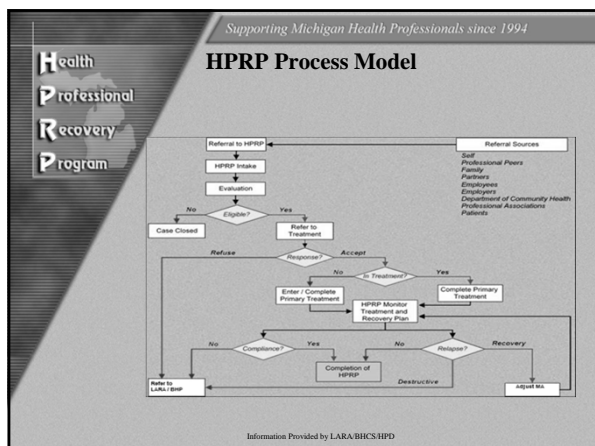 Supporting Michigan Health Professionals since 1994
Health
Professional
Recovery
Program
HPRP Process Model
Referral to HPRP
Referral Sources
Self
Professional Peers
Family
Partners
Employees
Employers
Department of Community Health
Professional Associations
Patients
HPRP Intake
Evaluation
No
Eligible?
Yes
Case Closed
Refer to
Treatment
Refuse
Response?
Accept
No
In Treatment?
Yes
Enter / Complete
Primary Treatment
Complete Primary
Treatment
HPRP Monitor
Treatment and
Recovery Plan
No
Compliance?
Yes
No
Relapse?
Recovery
Completion of
HPRP
Refer to
LARA / BHP
Destructive
Adjust MA
Information Provided by LARA/BHCS/HPD